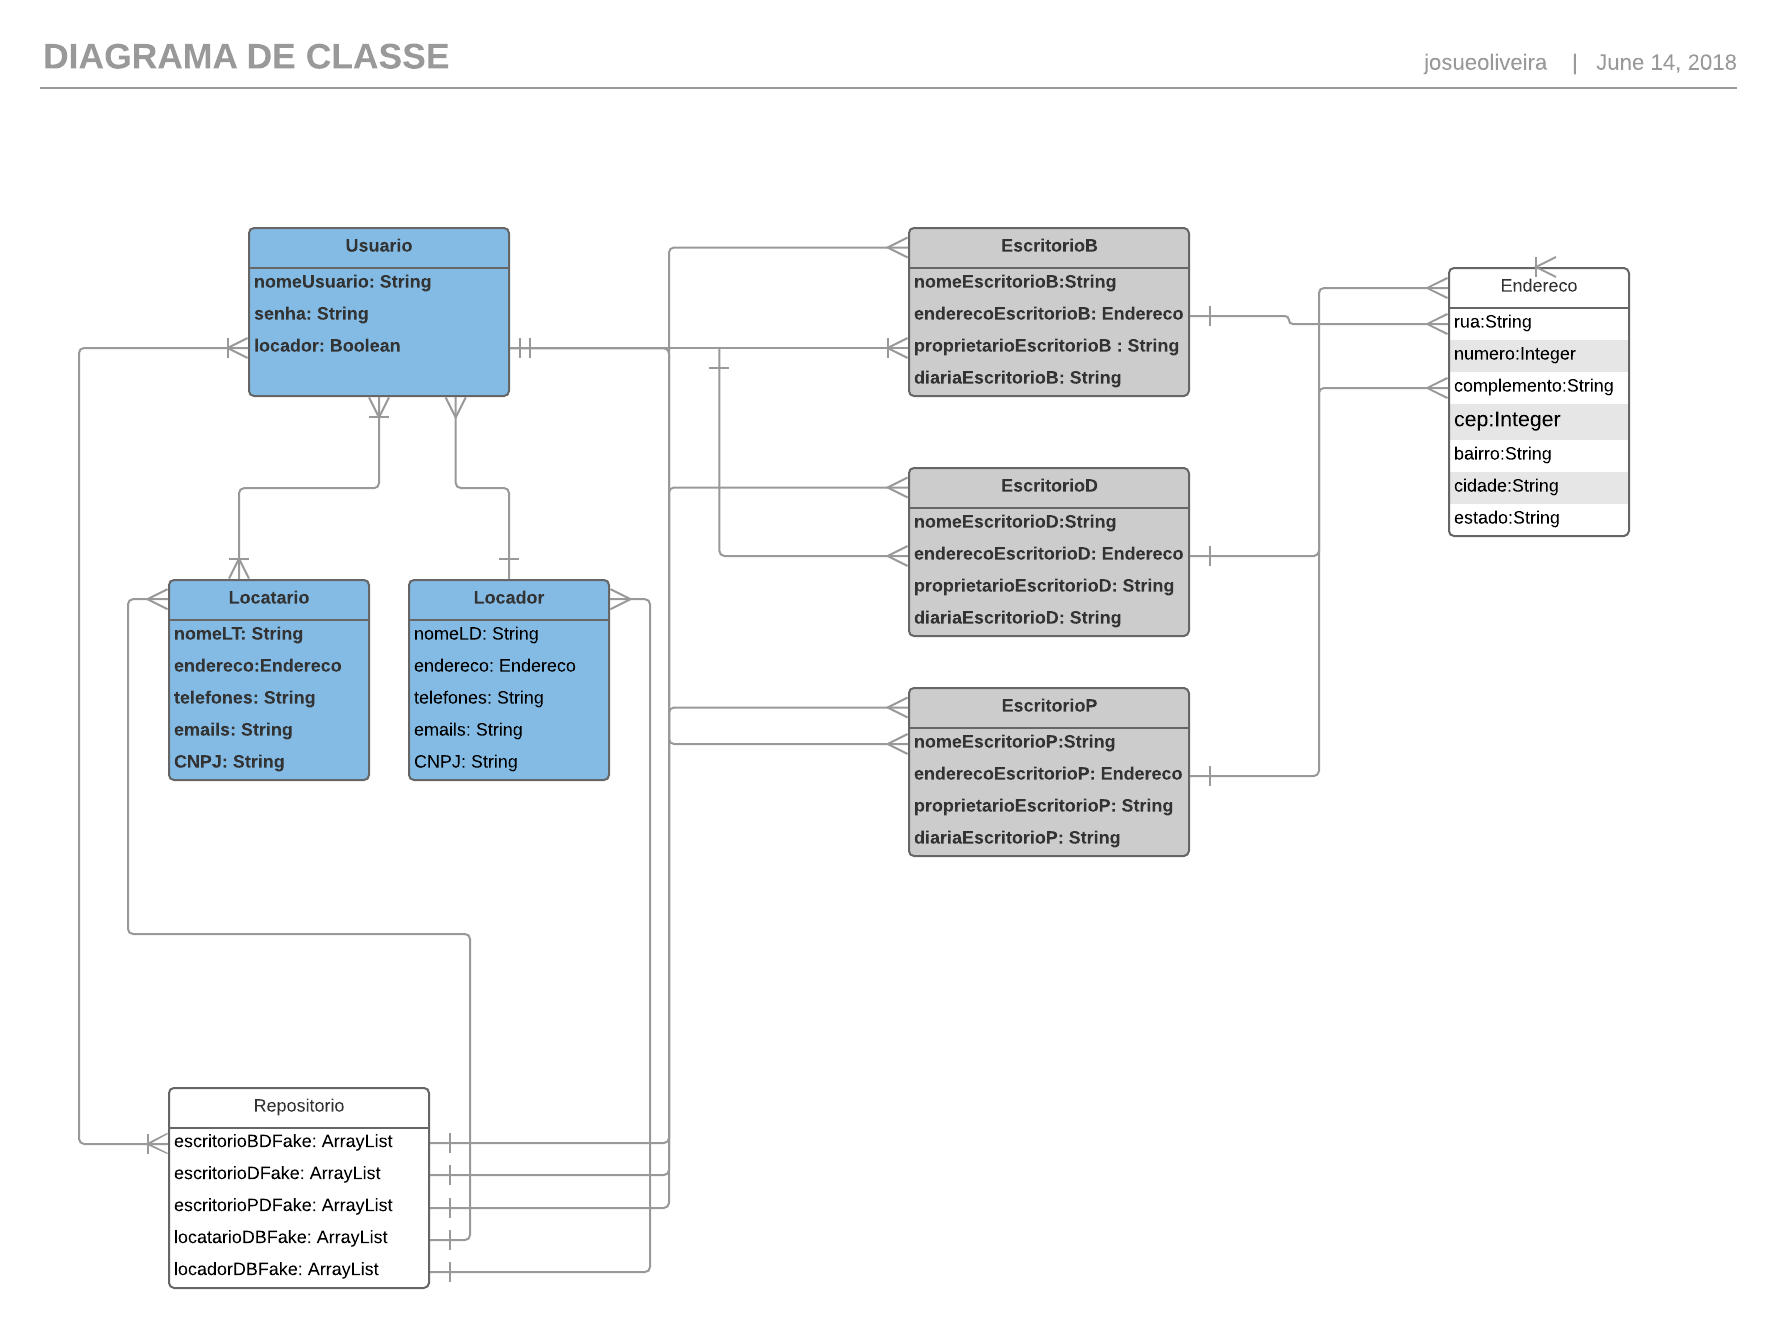 DIAGRAMA DE CLASSE
josueoliveira | June 14, 2018
Usuario
nomeUsuario: String
senha: String
locador: Boolean
EscritorioB
nomeEscritorioB:String
enderecoEscritorioB: Endereco
proprietarioEscritorioB : String
diariaEscritorioB: String
Endereco
rua:String
numero:Integer
complemento:String
cep:Integer
bairro:String
cidade:String
estado:String
EscritorioD
nomeEscritorioD:String
enderecoEscritorioD: Endereco
proprietarioEscritorioD: String
diariaEscritorioD: String
Locatario
nomeLT: String
endereco:Endereco
telefones: String
emails: String
CNPJ: String
Locador
nomeLD: String
endereco: Endereco
telefones: String
emails: String
CNPJ: String
EscritorioP
nomeEscritorioP:String
enderecoEscritorioP: Endereco
proprietarioEscritorioP: String
diariaEscritorioP: String
Repositorio
escritorioBDFake: ArrayList
escritorioDFake: ArrayList
escritorioPDFake: ArrayList
locatarioDBFake: ArrayList
locadorDBFake: ArrayList